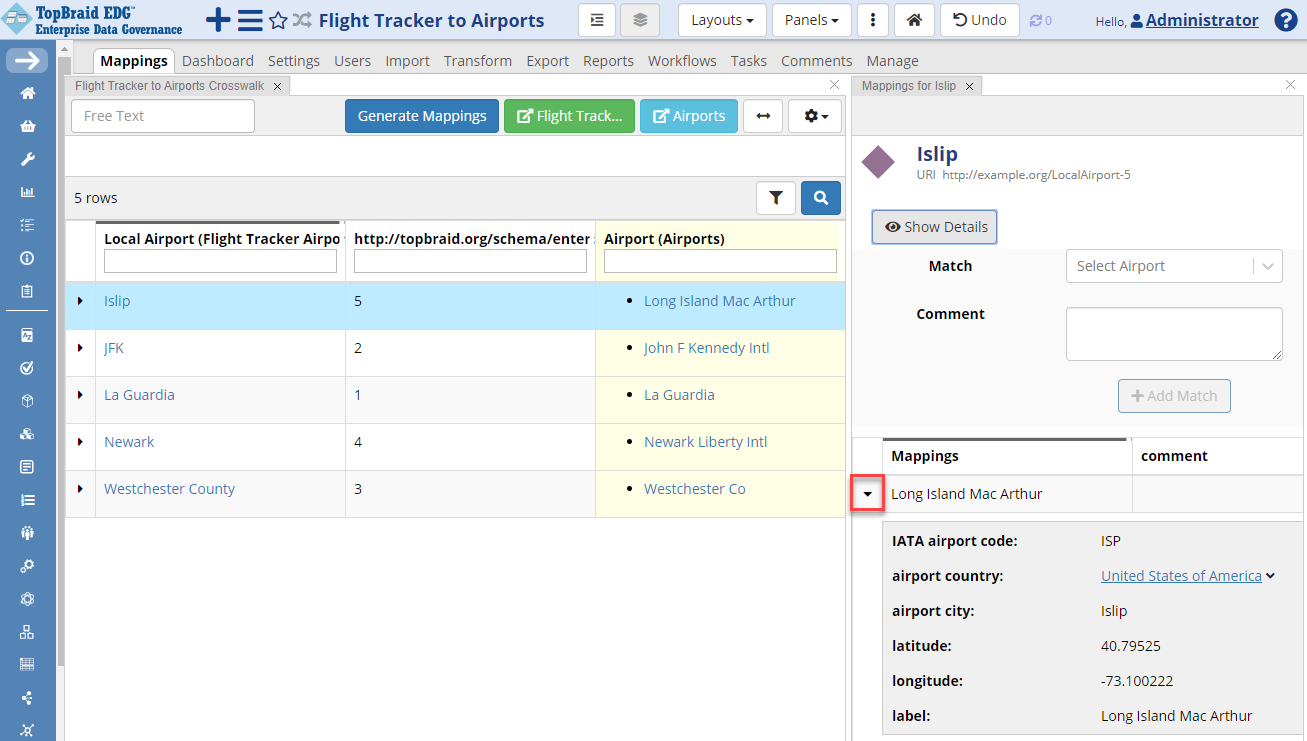 TopBraid EDG™
Enterprise Data Governance
Flight Tracker to Airports
Layouts
Panels
Undo
0
Hello, Administrator
?
Mappings Dashboard Settings Users Import Transform Export Reports Workflows Tasks Comments Manage
Flight Tracker to Airports Crosswalk
Free Text
Generate Mappings
Flight Track...
Airports
5 rows
Local Airport (Flight Tracker Airpo
http://topbraid.org/schema/enter
Airport (Airports)
Islip 5 Long Island Mac Arthur
JFK 2 John F Kennedy Intl
La Guardia 1 La Guardia
Newark 4 Newark Liberty Intl
Westchester County 3 Westchester Co
Mappings for Islip
Islip
URI http://example.org/LocalAirport-5
Show Details
Match Select Airport
Comment
Add Match
Mappings comment
Long Island Mac Arthur
IATA airport code: ISP
airport country: United States of America
airport city: Islip
latitude: 40.79525
longitude: -73.100222
label: Long Island Mac Arthur